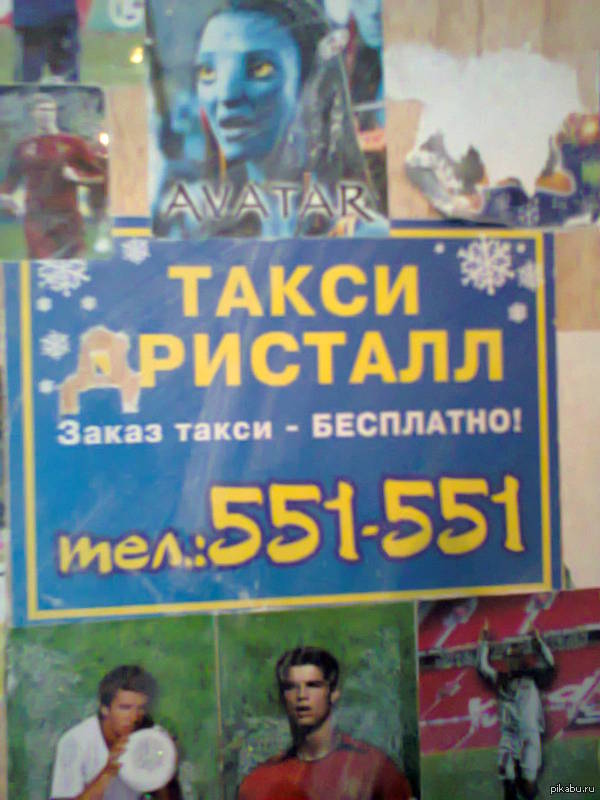 AVATAR
ТАКСИ
ДРИСТАЛЛ
Заказ такси - БЕСПЛАТНО!
тел.: 551-551
pikabu.ru